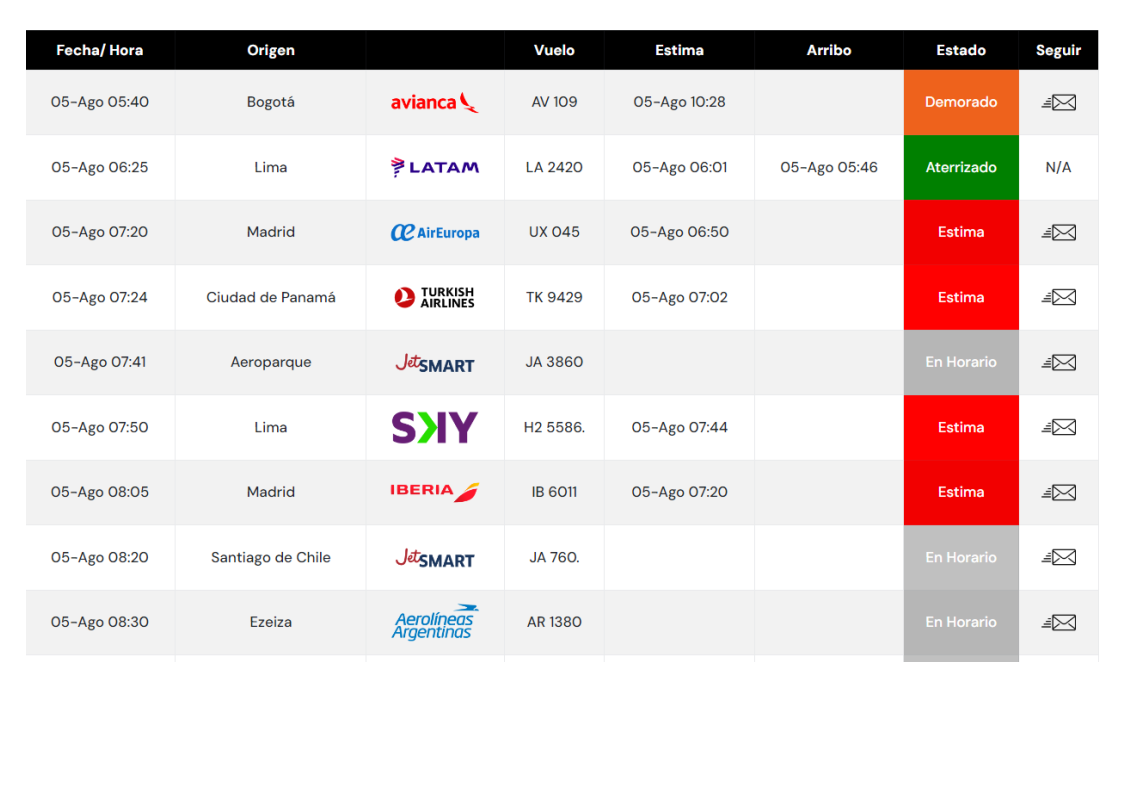 Fecha/ Hora Origen Vuelo Estima Arribo Estado Seguir
05-Ago 05:40 Bogotá avianca AV 109 05-Ago 10:28 Demorado
05-Ago 06:25 Lima LATAM LA 2420 05-Ago 06:01 05-Ago 05:46 Aterrizado N/A
05-Ago 07:20 Madrid AirEuropa UX 045 05-Ago 06:50 Estima
05-Ago 07:24 Ciudad de Panamá TURKISH AIRLINES TK 9429 05-Ago 07:02 Estima
05-Ago 07:41 Aeroparque JetSMART JA 3860 En Horario
05-Ago 07:50 Lima SKY H2 5586. 05-Ago 07:44 Estima
05-Ago 08:05 Madrid IBERIA IB 6011 05-Ago 07:20 Estima
05-Ago 08:20 Santiago de Chile JetSMART JA 760. En Horario
05-Ago 08:30 Ezeiza Aerolíneas Argentinas AR 1380 En Horario